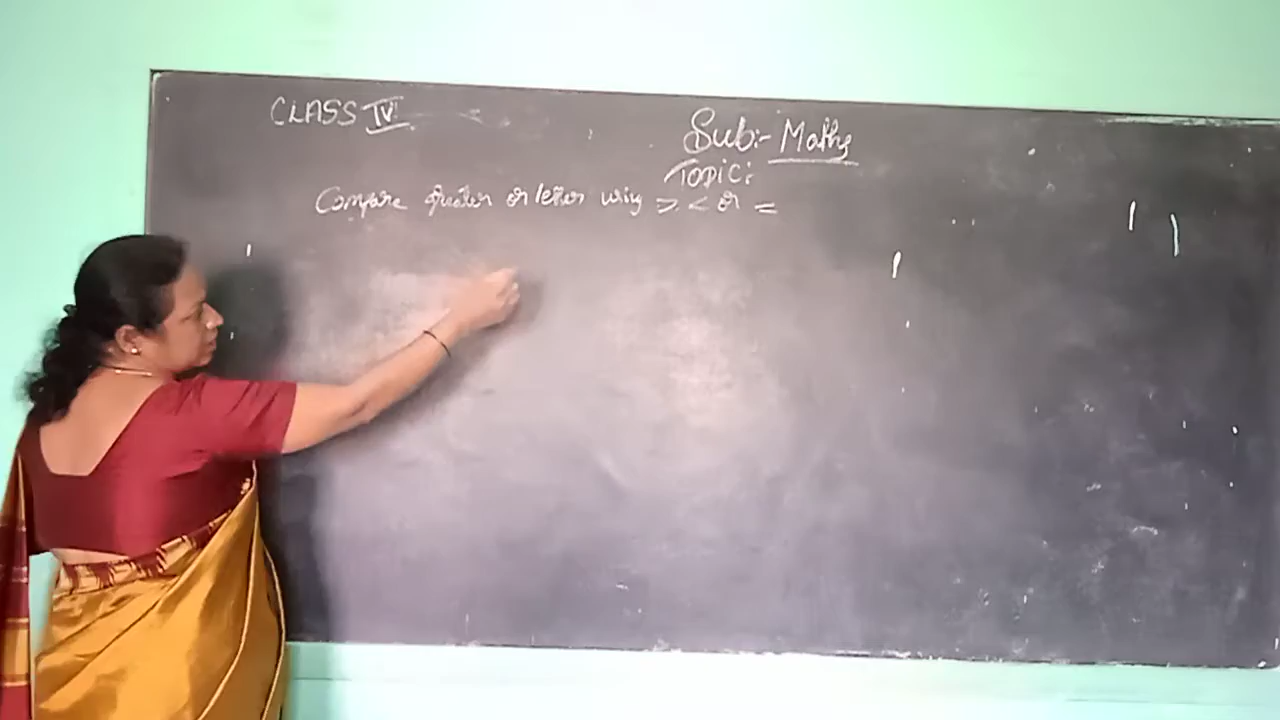 CLASS IV
Sub:- Maths
TOPIC:
Compare greater or lesser using > < or =